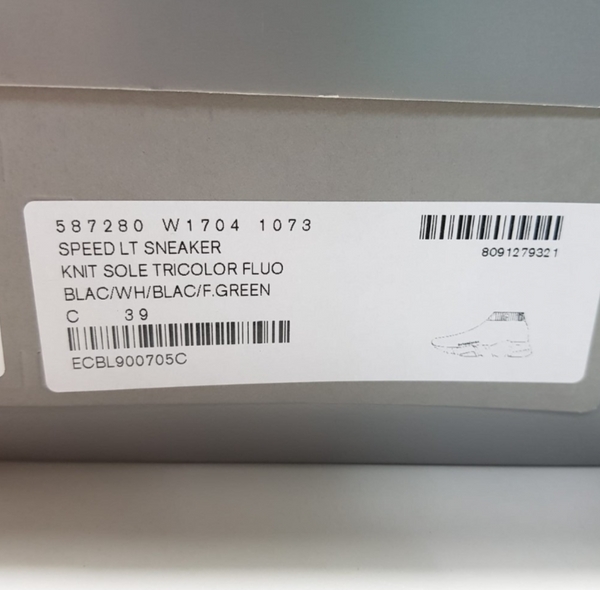 587280 W1704 1073
SPEED LT SNEAKER
KNIT SOLE TRICOLOR FLUO
BLAC/WH/BLAC/F.GREEN
C 39
ECBL900705C
8091279321